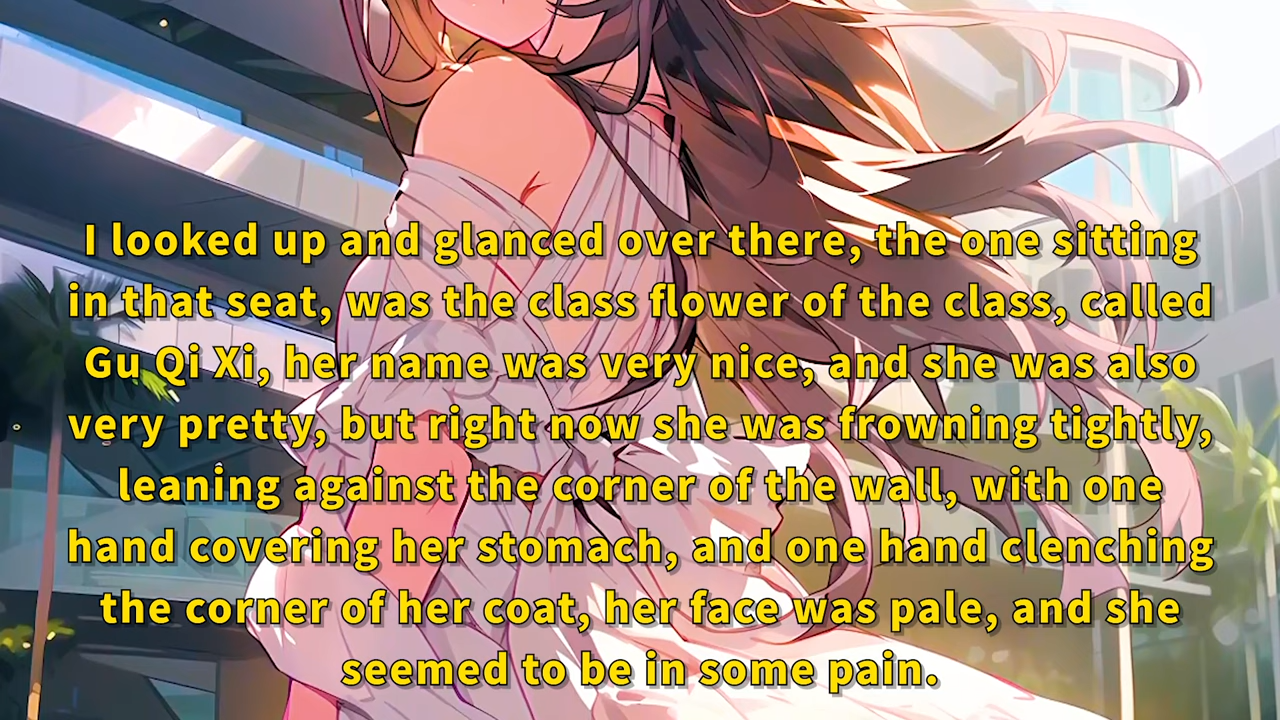 I looked up and glanced over there, the one sitting
in that seat, was the class flower of the class, called
Gu Qi Xi, her name was very nice, and she was also
very pretty, but right now she was frowning tightly,
leaning against the corner of the wall, with one
hand covering her stomach, and one hand clenching
the corner of her coat, her face was pale, and she
seemed to be in some pain.